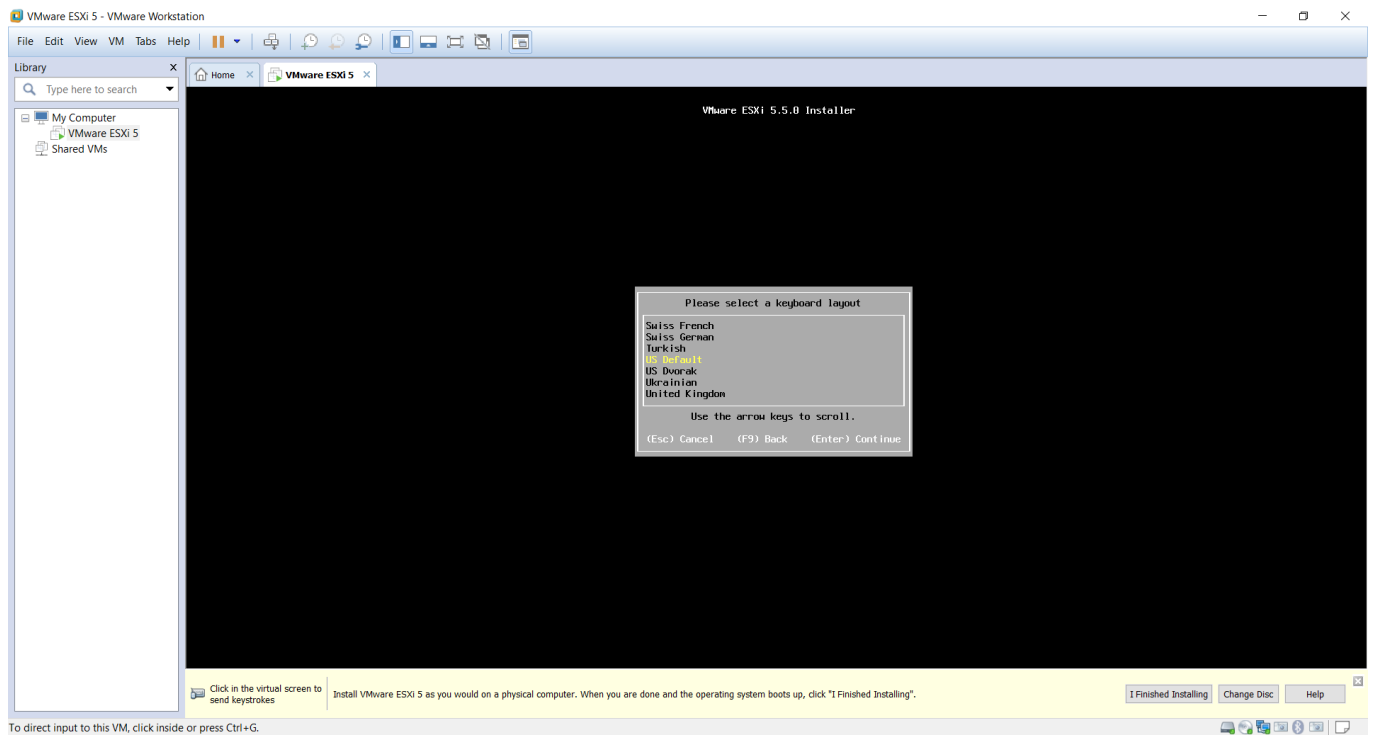 VMware ESXi 5 - VMware Workstation
File Edit View VM Tabs Help
Library x
Type here to search
My Computer
VMware ESXi 5
Shared VMs
Home × VMware ESXi 5 ×
VMware ESXi 5.5.0 Installer
Please select a keyboard layout
Swiss French
Swiss German
Turkish
US Default
US Dvorak
Ukrainian
United Kingdom
Use the arrow keys to scroll.
(Esc) Cancel (F9) Back (Enter) Continue
Click in the virtual screen to
send keystrokes
Install VMware ESXi 5 as you would on a physical computer. When you are done and the operating system boots up, click "I Finished Installing".
I Finished Installing Change Disc Help
To direct input to this VM, click inside or press Ctrl+G.